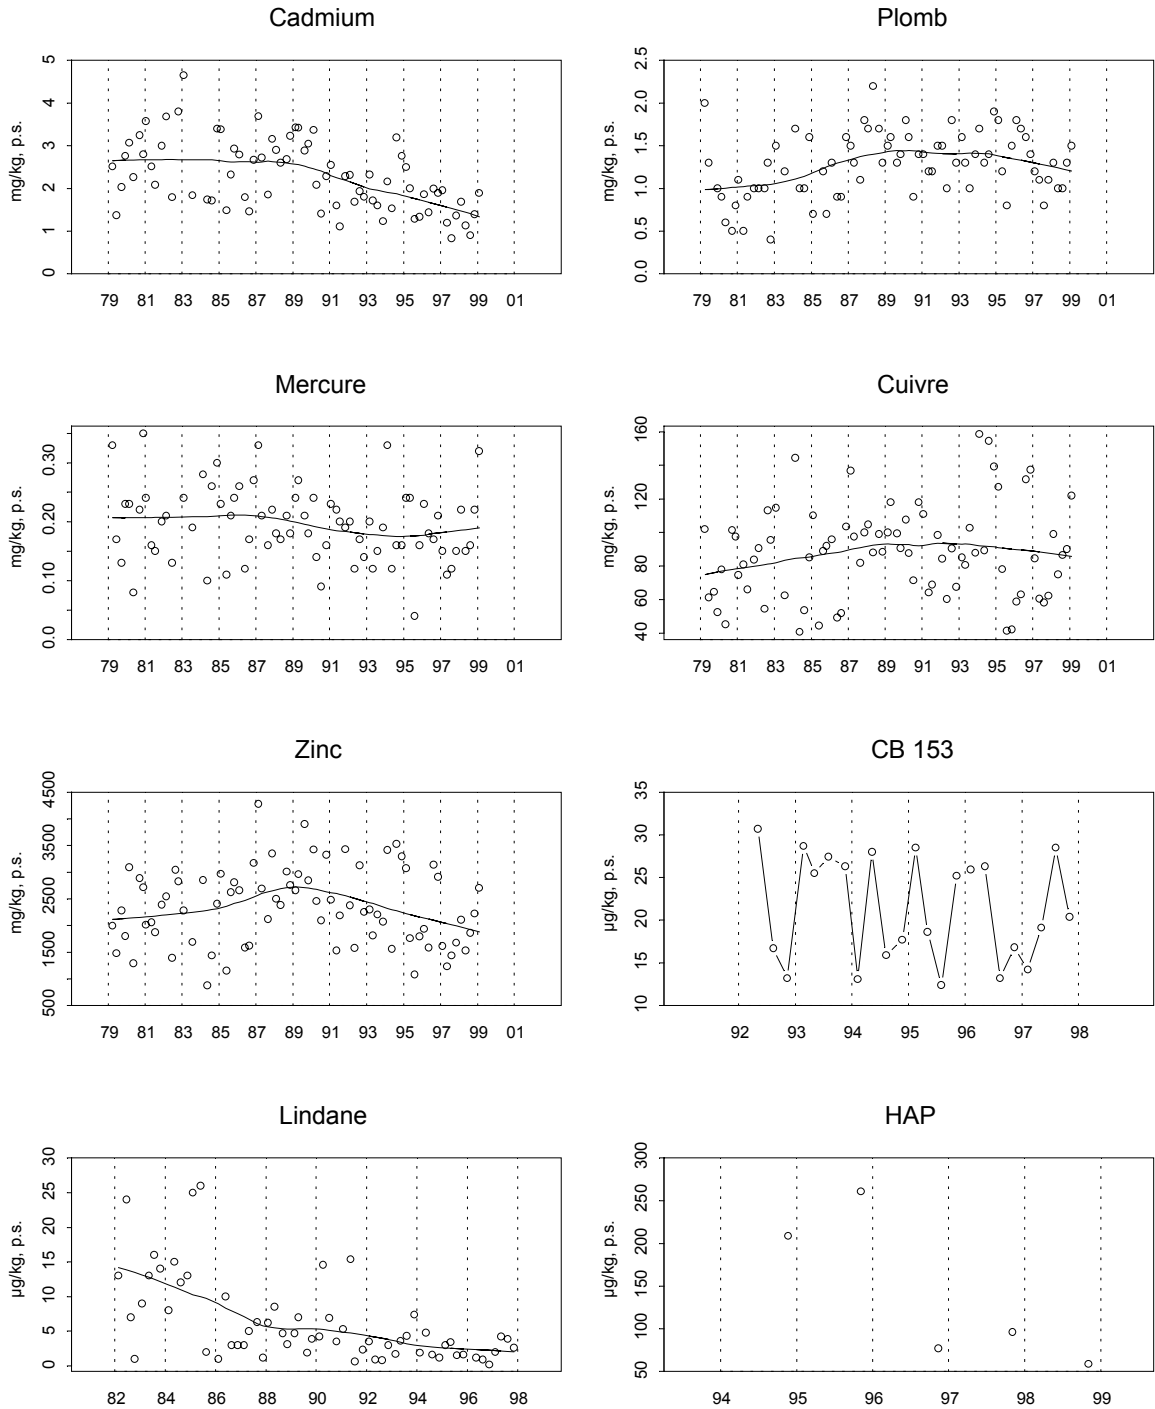 Cadmium
mg/kg, p.s.
0 1 2 3 4 5
79 81 83 85 87 89 91 93 95 97 99 01
Plomb
mg/kg, p.s.
0.0 0.5 1.0 1.5 2.0 2.5
79 81 83 85 87 89 91 93 95 97 99 01
Mercure
mg/kg, p.s.
0.0 0.10 0.20 0.30
79 81 83 85 87 89 91 93 95 97 99 01
Cuivre
mg/kg, p.s.
40 60 80 120 160
79 81 83 85 87 89 91 93 95 97 99 01
Zinc
mg/kg, p.s.
500 1500 2500 3500 4500
79 81 83 85 87 89 91 93 95 97 99 01
CB 153
µg/kg, p.s.
10 15 20 25 30 35
92 93 94 95 96 97 98
Lindane
µg/kg, p.s.
0 5 10 15 20 25 30
82 84 86 88 90 92 94 96 98
HAP
µg/kg, p.s.
50 100 150 200 250 300
94 95 96 97 98 99